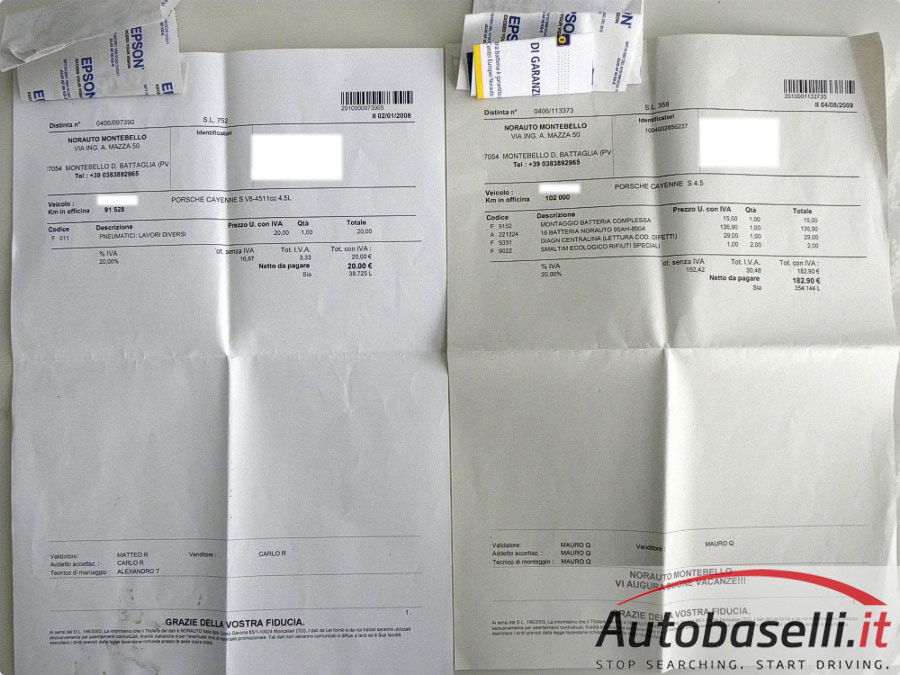 EPSON
EPSON
EPSON
Distinta n° 0406/097393 S.L. 752
2010000973905
Il 02/01/2008
NORAUTO MONTEBELLO
VIA ING. A. MAZZA 50
Identificatori
7054 MONTEBELLO D. BATTAGLIA (PV
Tel : +39 0383892965
Veicolo : PORSCHE CAYENNE S V8-4511cc 4.5L
Km in officina 91 528
Codice Descrizione Prezzo U. con IVA Qtà Totale
F 011 PNEUMATICI: LAVORI DIVERSI 20,00 1,00 20,00
% IVA ot. senza IVA Tot. I.V.A. Tot. con IVA :
20,00% 16,67 3,33 20,00 €
Netto da pagare 20.00 €
Sia 38.725 L
Validatore: MATTEO R Venditore : CARLO R
Addetto accettaz. : CARLO R
Tecnico di montaggio : ALEXANDRO T
1.
GRAZIE DELLA VOSTRA FIDUCIA.
EPSON
DI GARANZI
Distinta n° 0406/113373 S.L. 358
2010001133735
Il 04/08/2009
NORAUTO MONTEBELLO
VIA ING. A. MAZZA 50
Identificatori
1004002856237
7054 MONTEBELLO D. BATTAGLIA (PV
Tel : +39 0383892965
Veicolo : PORSCHE CAYENNE S 4.5
Km in officina 102 000
Codice Descrizione Prezzo U. con IVA Qtà Totale
F 9152 MONTAGGIO BATTERIA COMPLESSA 15,00 1,00 15,00
A 221224 16 BATTERIA NORAUTO 95AH-800A 136,90 1,00 136,90
F 9331 DIAGN CENTRALINA (LETTURA COD. DIFETTI) 29,00 1,00 29,00
F 9022 SMALTIM ECOLOGICO RIFIUTI SPECIALI 1,00 2,00 2,00
% IVA ot. senza IVA Tot. I.V.A. Tot. con IVA :
20,00% 152,42 30,48 182,90 €
Netto da pagare 182.90 €
Sia 354.144 L
Validatore: MAURO Q Venditore : MAURO Q
Addetto accettaz. : MAURO Q
Tecnico di montaggio : MAURO Q
NORAUTO MONTEBELLO
VI AUGURA BUONE VACANZE!!!
GRAZIE DELLA VOSTRA FIDUCIA.
Autobaselli.it
STOP SEARCHING. START DRIVING.